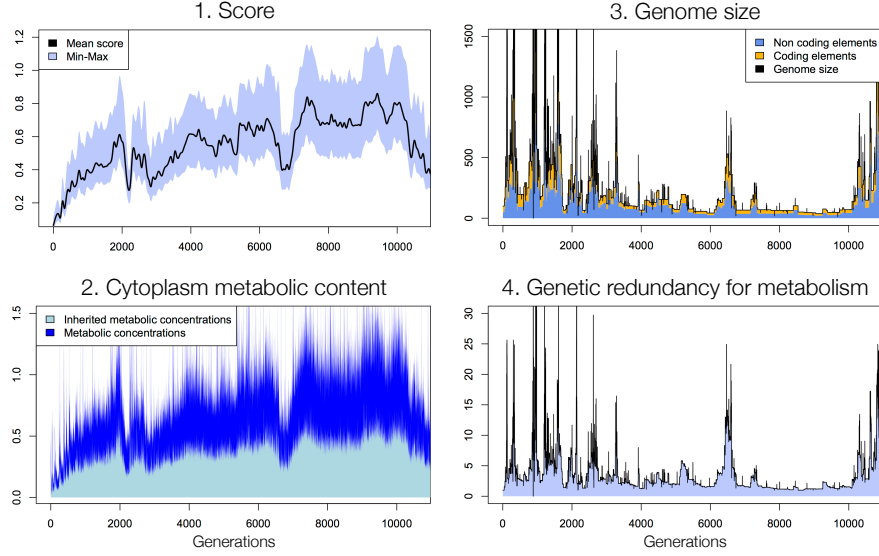 1. Score
1.2
1.0
0.8
0.6
0.4
0.2
Mean score
Min-Max
0 2000 4000 6000 8000 10000
3. Genome size
1500
1000
500
0
Non coding elements
Coding elements
Genome size
0 2000 4000 6000 8000 10000
2. Cytoplasm metabolic content
1.5
1.0
0.5
0.0
Inherited metabolic concentrations
Metabolic concentrations
0 2000 4000 6000 8000 10000
Generations
4. Genetic redundancy for metabolism
30
25
20
15
10
5
0
0 2000 4000 6000 8000 10000
Generations